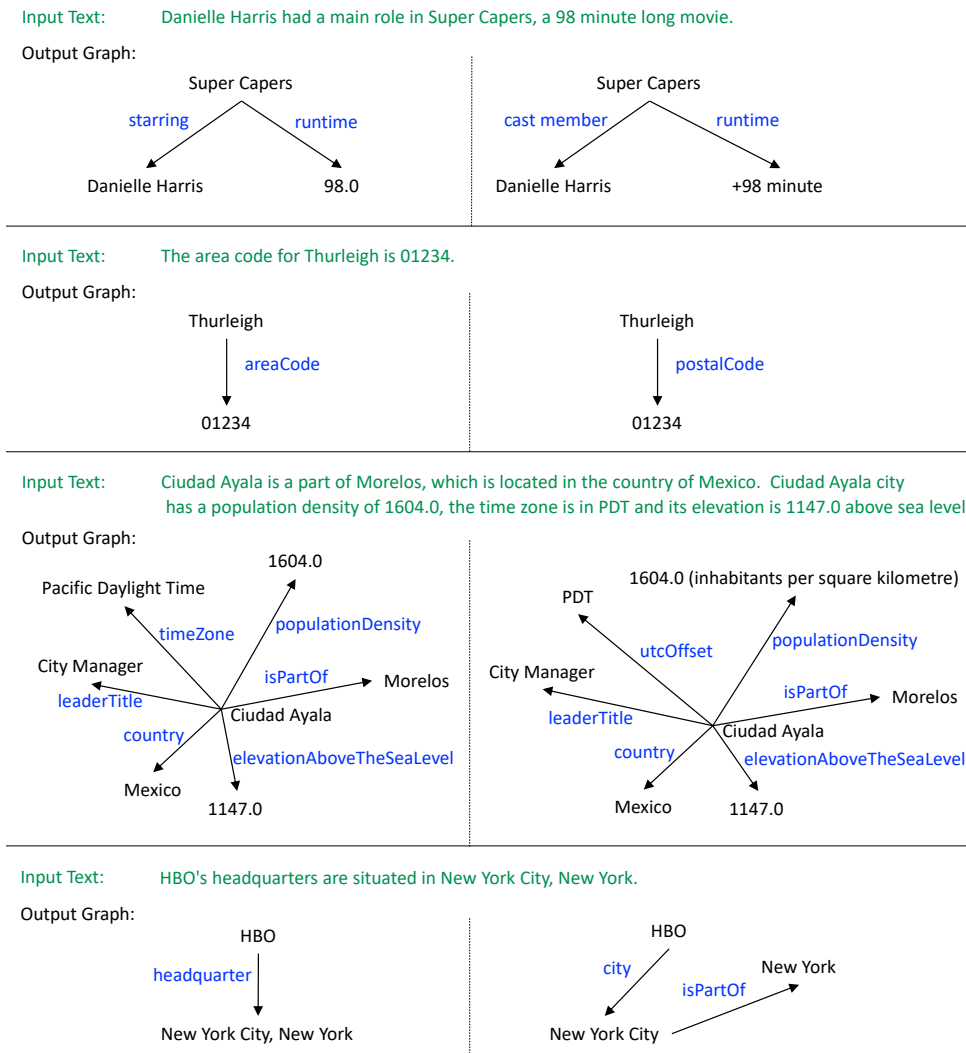 Input Text: Danielle Harris had a main role in Super Capers, a 98 minute long movie.
Output Graph:
Super Capers Super Capers
starring runtime cast member runtime
Danielle Harris 98.0 Danielle Harris +98 minute
Input Text: The area code for Thurleigh is 01234.
Output Graph:
Thurleigh Thurleigh
areaCode postalCode
01234 01234
Input Text: Ciudad Ayala is a part of Morelos, which is located in the country of Mexico. Ciudad Ayala city
has a population density of 1604.0, the time zone is in PDT and its elevation is 1147.0 above sea level
Output Graph:
1604.0
Pacific Daylight Time
timeZone populationDensity
City Manager isPartOf
leaderTitle Morelos
Ciudad Ayala
country
elevationAboveTheSeaLevel
Mexico
1147.0
1604.0 (inhabitants per square kilometre)
PDT
utcOffset populationDensity
City Manager isPartOf
Morelos
leaderTitle Ciudad Ayala
country elevationAboveTheSeaLevel
Mexico 1147.0
Input Text: HBO's headquarters are situated in New York City, New York.
Output Graph:
HBO
headquarter
New York City, New York
HBO
city New York
isPartOf
New York City